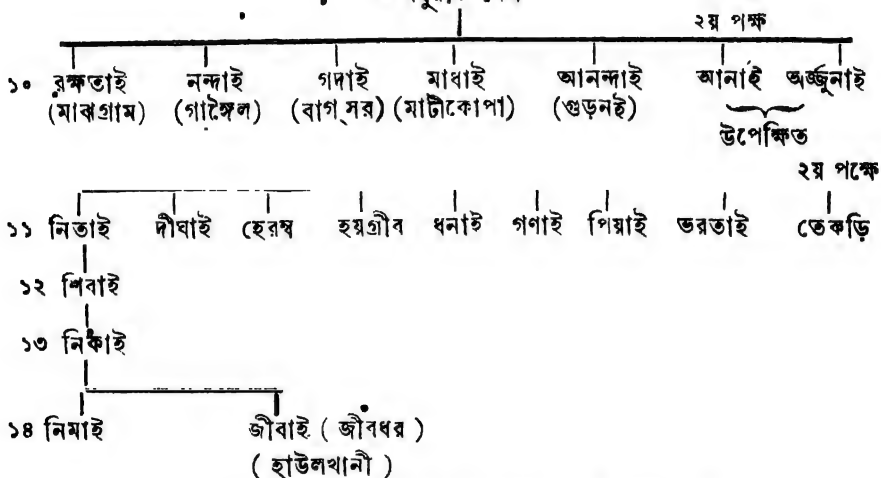 ২য় পক্ষ
১০ রক্ষতাই নন্দাই গদাই মাধাই আনন্দাই আনাই অর্জ্জুনাই
(মাঝগ্রাম) (গাঙ্গৈল) (বাগ্‌সর) (মাটীকোপা) (গুড়নই)
উপেক্ষিত
২য় পক্ষে
১১ নিতাই দীঘাই হেরম্ব হয়গ্রীব ধনাই গণাই পিয়াই ভরতাই তেকড়ি
১২ শিবাই
১৩ নিকাই
১৪ নিমাই জীবাই ( জীবধর )
( হাউলখানী )